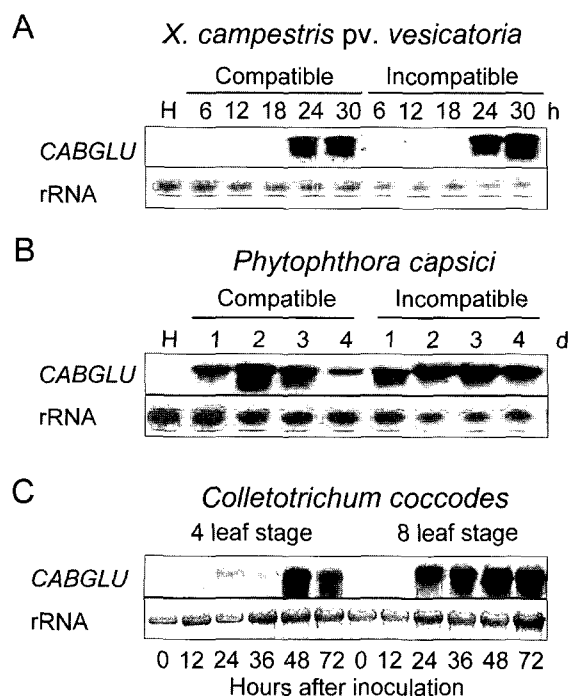 A
X. campestris pv. vesicatoria
Compatible Incompatible
H 6 12 18 24 30 6 12 18 24 30 h
CABGLU
rRNA
B
Phytophthora capsici
Compatible Incompatible
H 1 2 3 4 1 2 3 4 d
CABGLU
rRNA
C
Colletotrichum coccodes
4 leaf stage 8 leaf stage
CABGLU
rRNA
0 12 24 36 48 72 0 12 24 36 48 72
Hours after inoculation